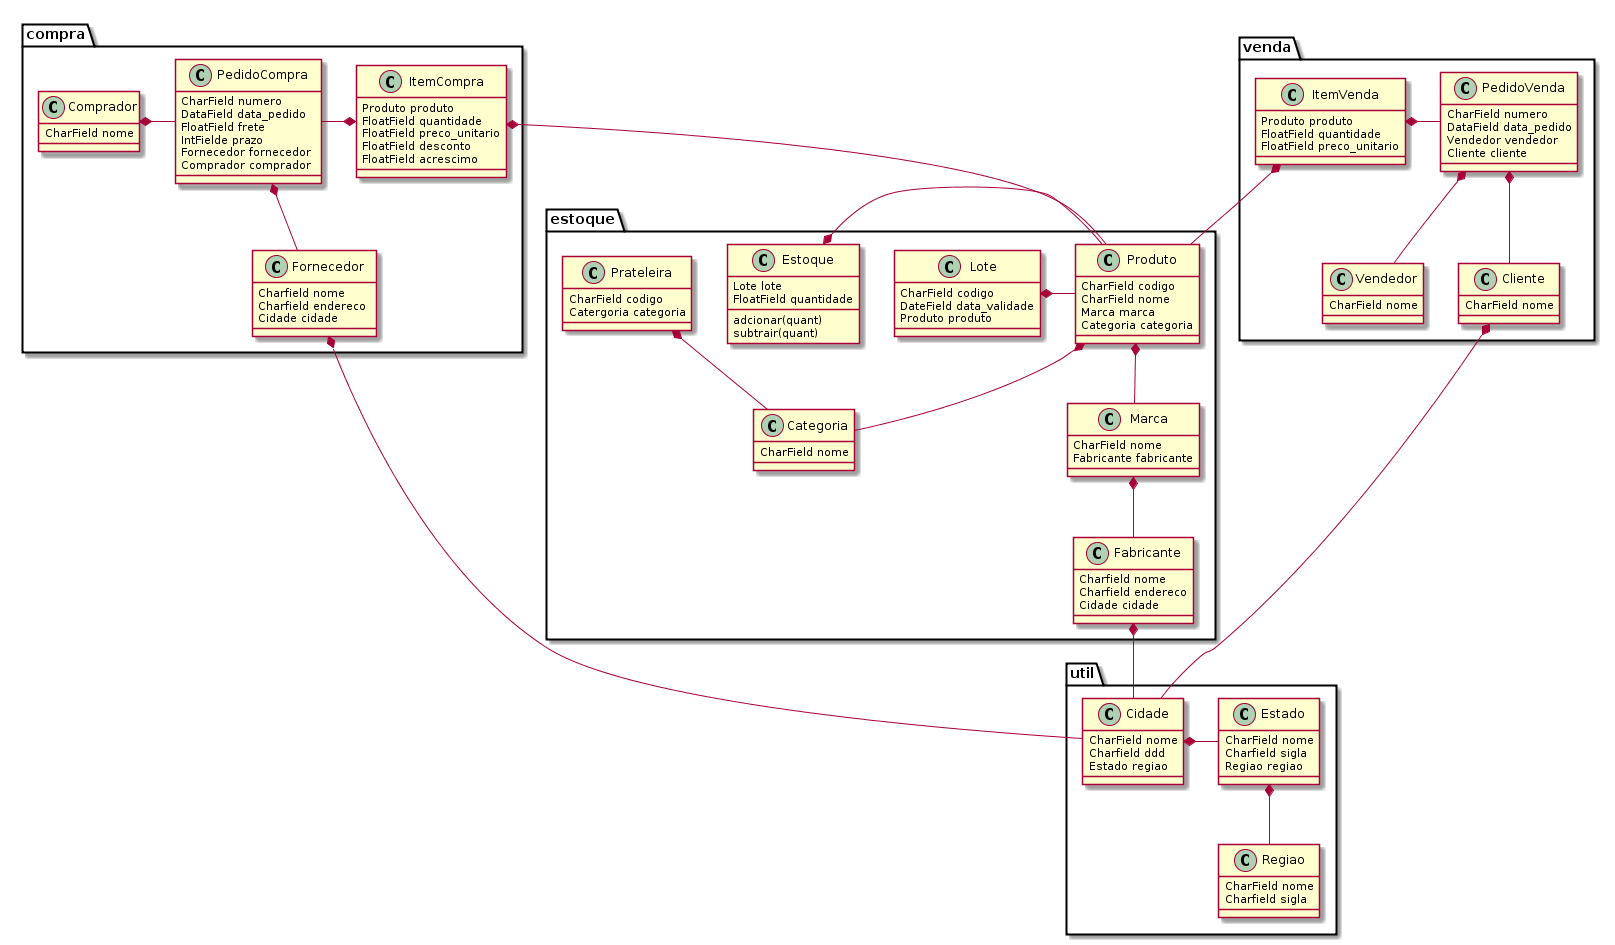 compra
C Comprador
CharField nome
C PedidoCompra
CharField numero
DataField data_pedido
FloatField frete
IntFielde prazo
Fornecedor fornecedor
Comprador comprador
C ItemCompra
Produto produto
FloatField quantidade
FloatField preco_unitario
FloatField desconto
FloatField acrescimo
C Fornecedor
Charfield nome
Charfield endereco
Cidade cidade
venda
C ItemVenda
Produto produto
FloatField quantidade
FloatField preco_unitario
C PedidoVenda
CharField numero
DataField data_pedido
Vendedor vendedor
Cliente cliente
C Vendedor
CharField nome
C Cliente
CharField nome
estoque
C Prateleira
CharField codigo
Catergoria categoria
C Estoque
Lote lote
FloatField quantidade
adcionar(quant)
subtrair(quant)
C Lote
CharField codigo
DateField data_validade
Produto produto
C Produto
CharField codigo
CharField nome
Marca marca
Categoria categoria
C Categoria
CharField nome
C Marca
CharField nome
Fabricante fabricante
C Fabricante
Charfield nome
Charfield endereco
Cidade cidade
util
C Cidade
CharField nome
Charfield ddd
Estado regiao
C Estado
CharField nome
Charfield sigla
Regiao regiao
C Regiao
CharField nome
Charfield sigla